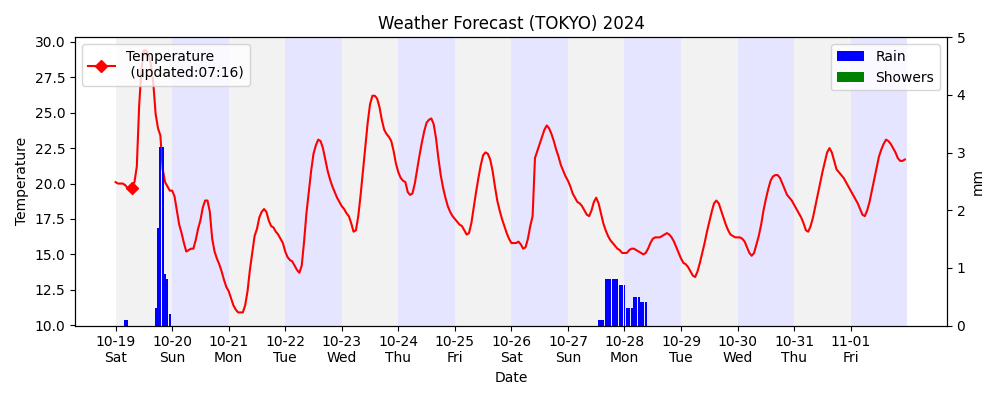 Weather Forecast (TOKYO) 2024
Temperature
(updated:07:16)
Rain
Showers
30.0
27.5
25.0
22.5
20.0
17.5
15.0
12.5
10.0
Temperature
5
4
3
2
1
0
mm
10-19 10-20 10-21 10-22 10-23 10-24 10-25 10-26 10-27 10-28 10-29 10-30 10-31 11-01
Sat Sun Mon Tue Wed Thu Fri Sat Sun Mon Tue Wed Thu Fri
Date